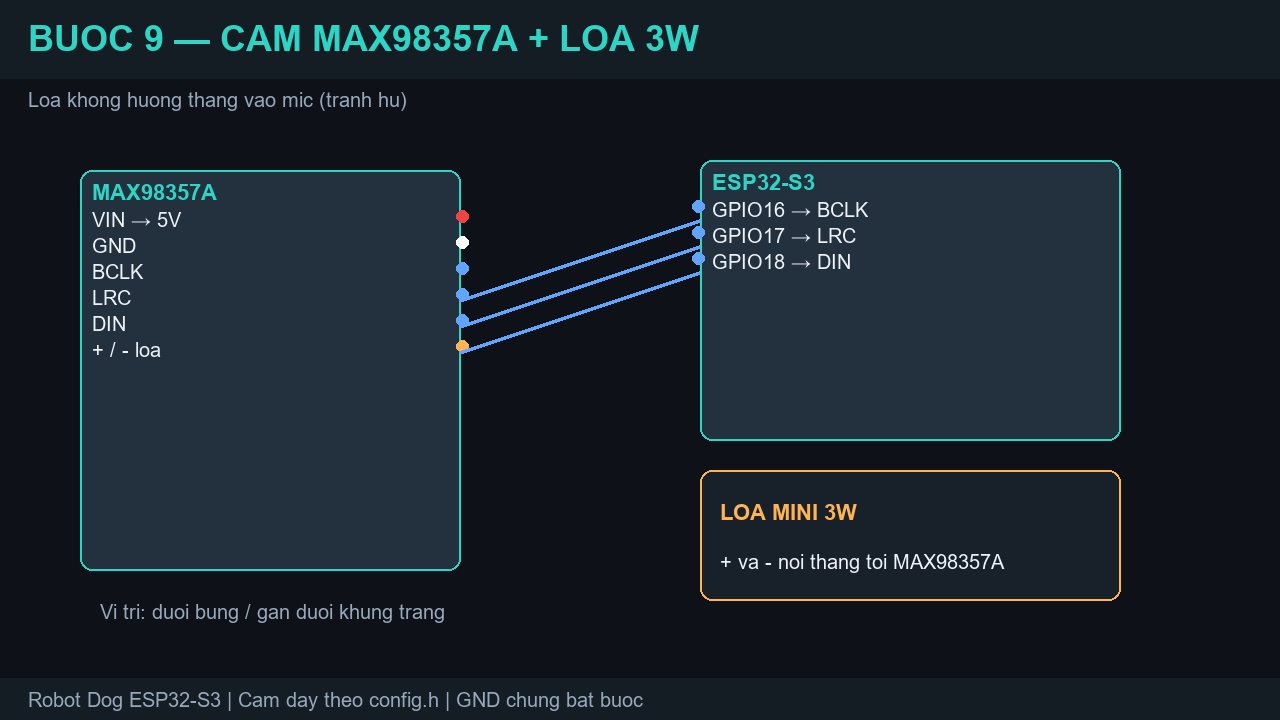 BUOC 9 — CAM MAX98357A + LOA 3W
Loa khong huong thang vao mic (tranh hu)
MAX98357A
VIN → 5V
GND
BCLK
LRC
DIN
+ / - loa
ESP32-S3
GPIO16 → BCLK
GPIO17 → LRC
GPIO18 → DIN
LOA MINI 3W
+ va - noi thang toi MAX98357A
Vi tri: duoi bung / gan duoi khung trang
Robot Dog ESP32-S3 | Cam day theo config.h | GND chung bat buoc